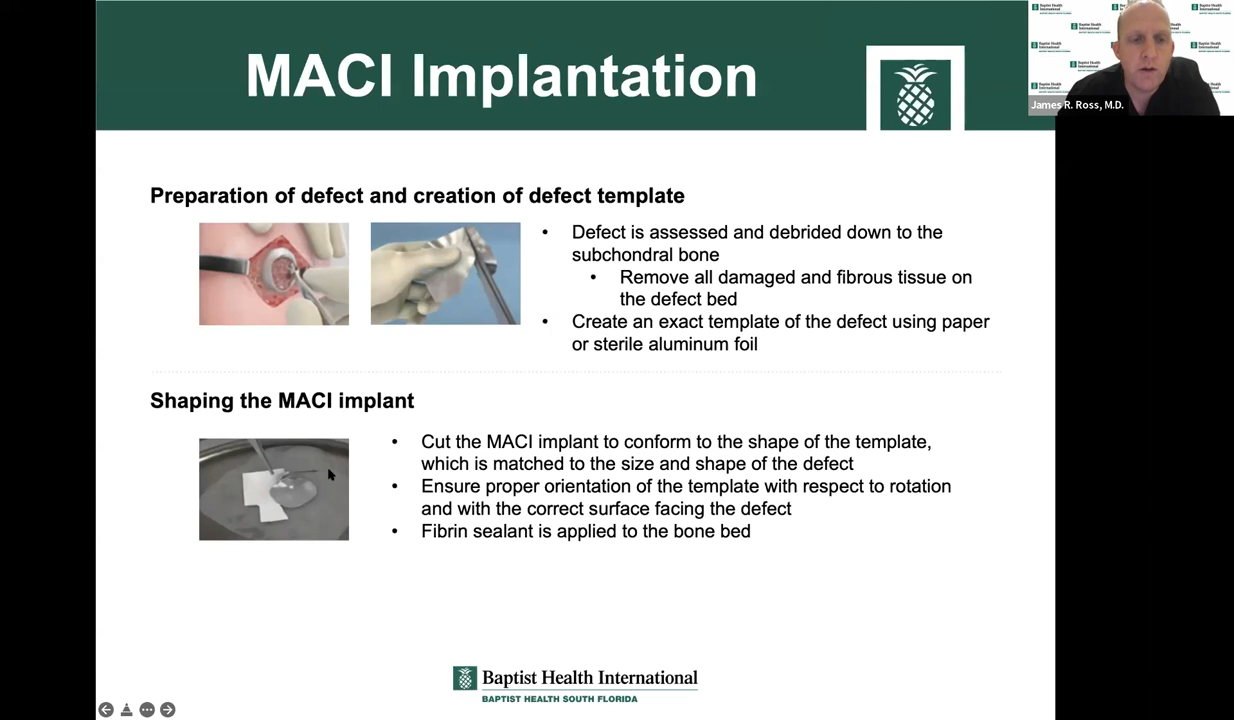 MACI Implantation
James R. Ross, M.D.
Preparation of defect and creation of defect template
• Defect is assessed and debrided down to the
subchondral bone
• Remove all damaged and fibrous tissue on
the defect bed
• Create an exact template of the defect using paper
or sterile aluminum foil
Shaping the MACI implant
• Cut the MACI implant to conform to the shape of the template,
which is matched to the size and shape of the defect
• Ensure proper orientation of the template with respect to rotation
and with the correct surface facing the defect
• Fibrin sealant is applied to the bone bed
Baptist Health International
BAPTIST HEALTH SOUTH FLORIDA